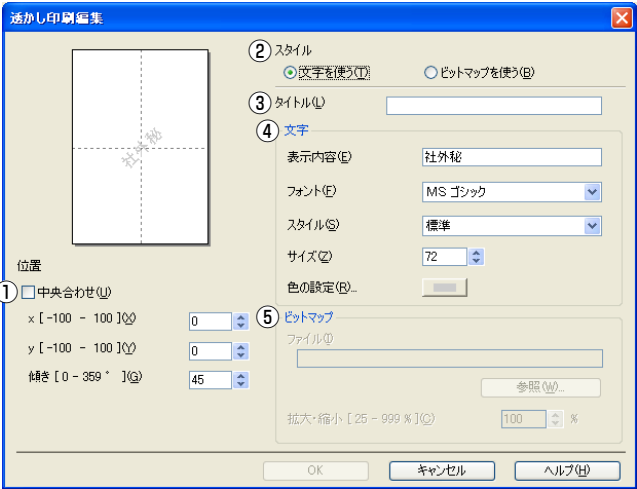 透かし印刷編集
社外秘
位置
① 中央合わせ(U)
x [ -100 - 100 ](X) 0
y [ -100 - 100 ](Y) 0
傾き [ 0 - 359 ° ](G) 45
② スタイル
文字を使う(T) ビットマップを使う(B)
③ タイトル(L)
④ 文字
表示内容(E) 社外秘
フォント(F) MS ゴシック
スタイル(S) 標準
サイズ(Z) 72
色の設定(R)...
⑤ ビットマップ
ファイル(I)
参照(W)...
拡大・縮小 [ 25 - 999 % ](C) 100 %
OK キャンセル ヘルプ(H)